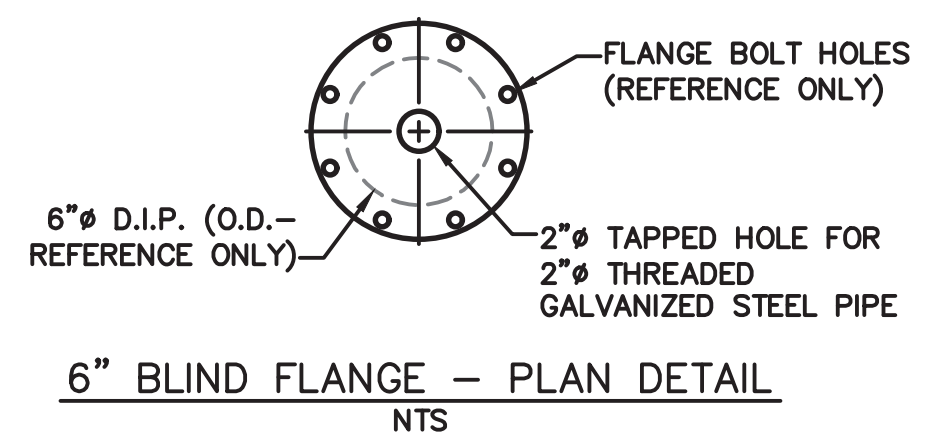 FLANGE BOLT HOLES
(REFERENCE ONLY)
6"ø D.I.P. (O.D.–
REFERENCE ONLY)
2"ø TAPPED HOLE FOR
2"ø THREADED
GALVANIZED STEEL PIPE
6" BLIND FLANGE – PLAN DETAIL
NTS